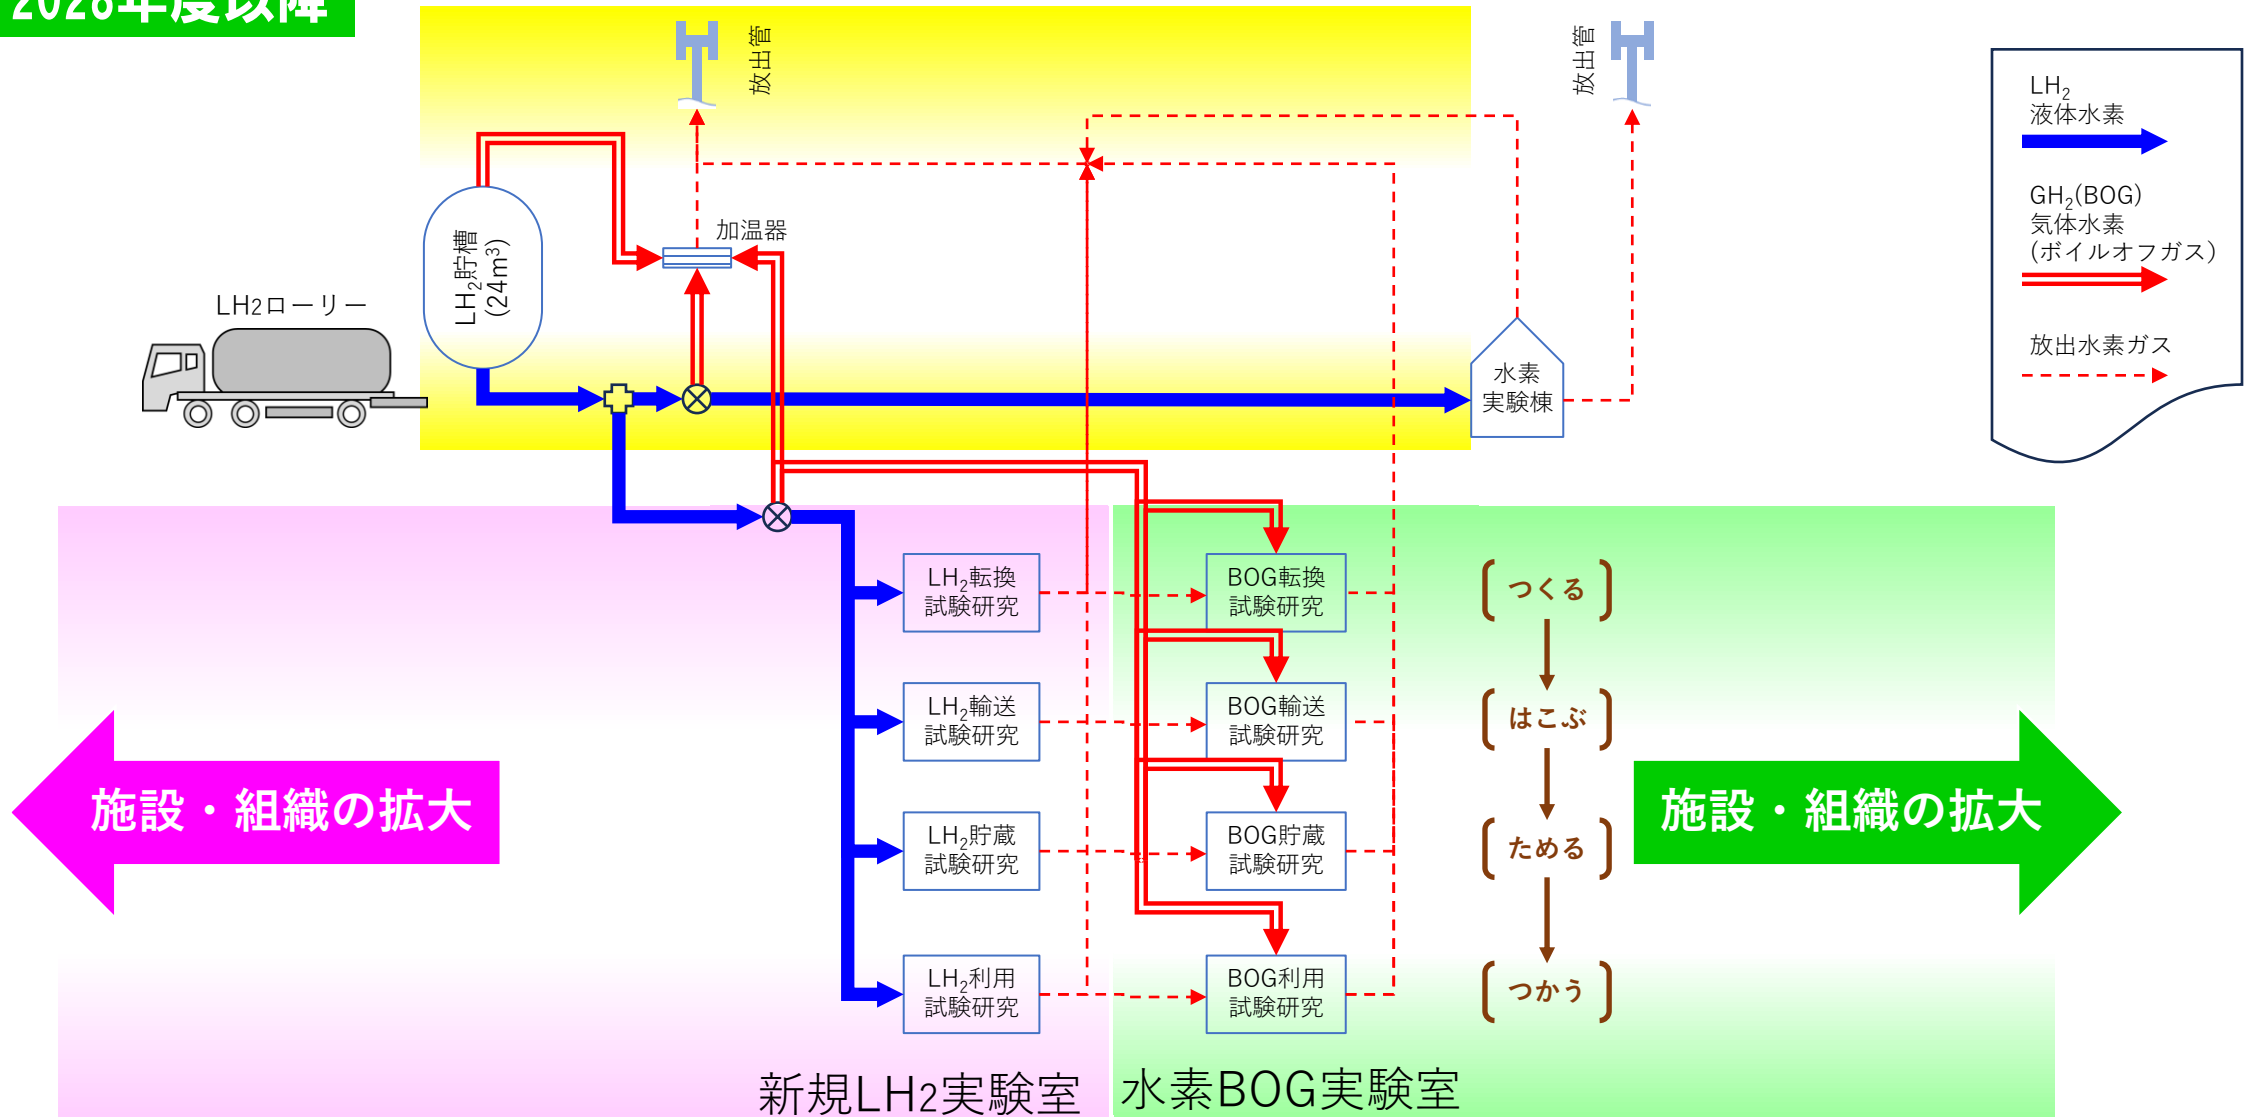 2028年度以降
放出管
放出管
加温器
LH₂貯槽
(24m³)
LH2ローリー
水素
実験棟
LH₂
液体水素
GH₂(BOG)
気体水素
(ボイルオフガス)
放出水素ガス
LH₂転換
試験研究
BOG転換
試験研究
つくる
LH₂輸送
試験研究
BOG輸送
試験研究
はこぶ
施設・組織の拡大
施設・組織の拡大
LH₂貯蔵
試験研究
BOG貯蔵
試験研究
ためる
LH₂利用
試験研究
BOG利用
試験研究
つかう
新規LH2実験室
水素BOG実験室